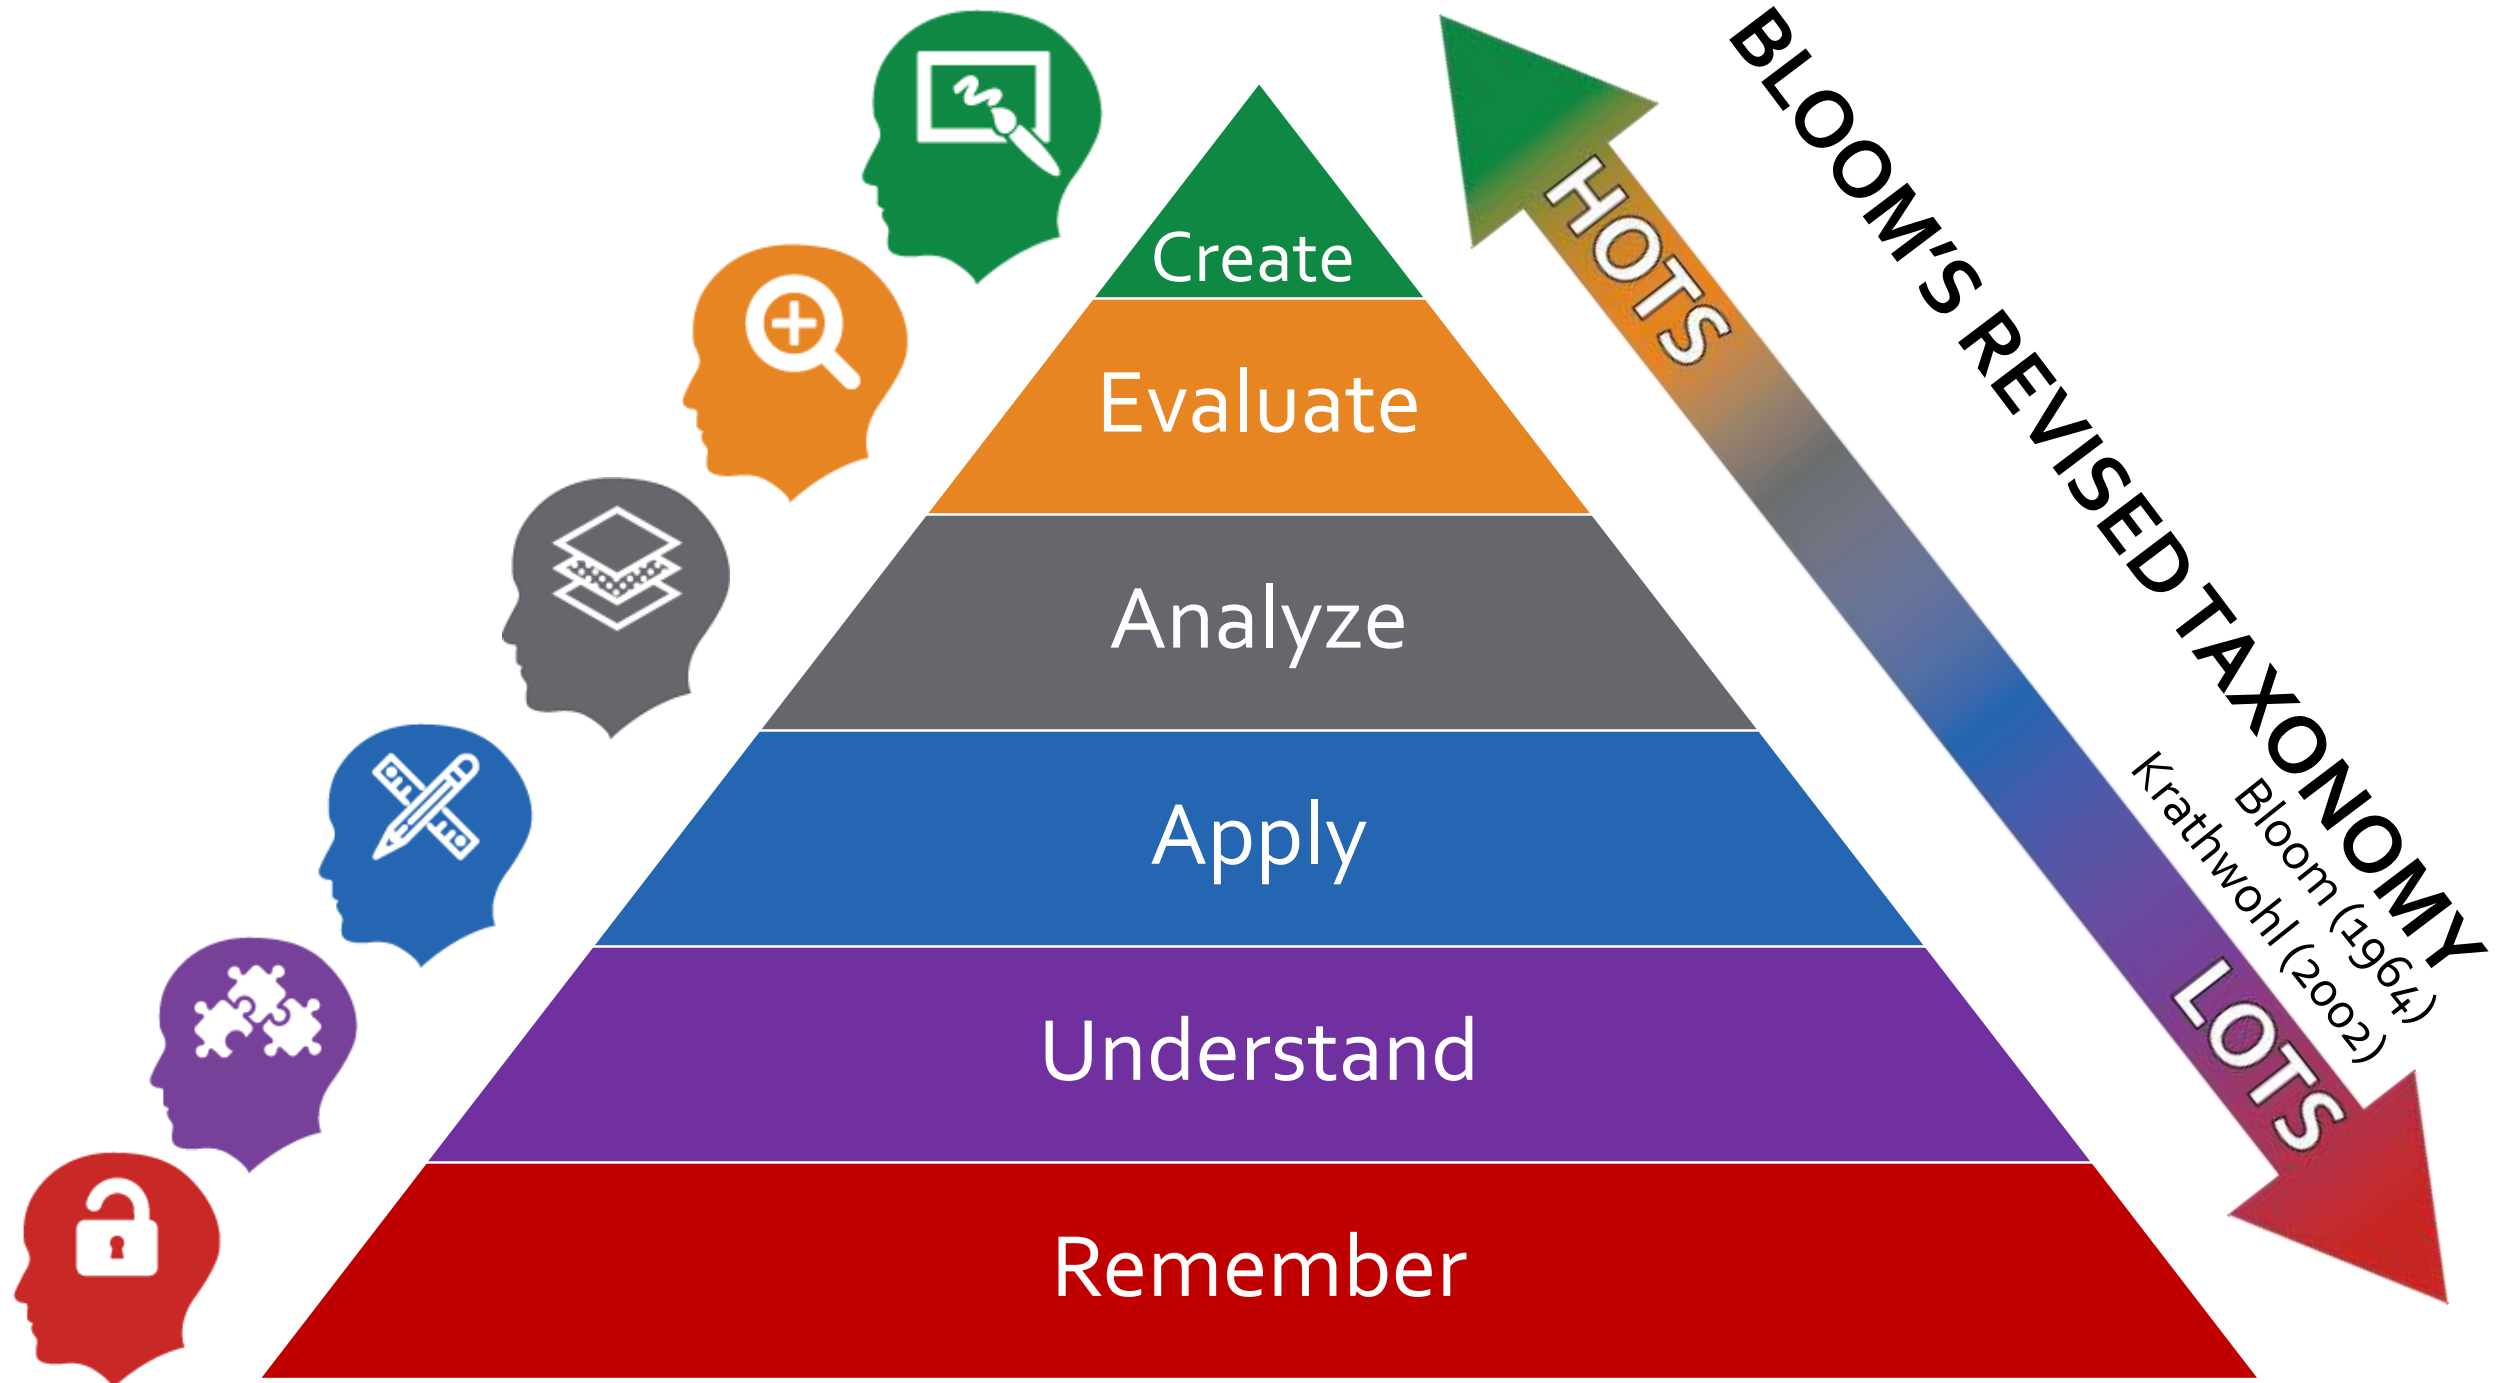 Create
Evaluate
Analyze
Apply
Understand
Remember
HOTS
LOTS
BLOOM'S REVISED TAXONOMY
Bloom (1964)
Krathwohl (2002)